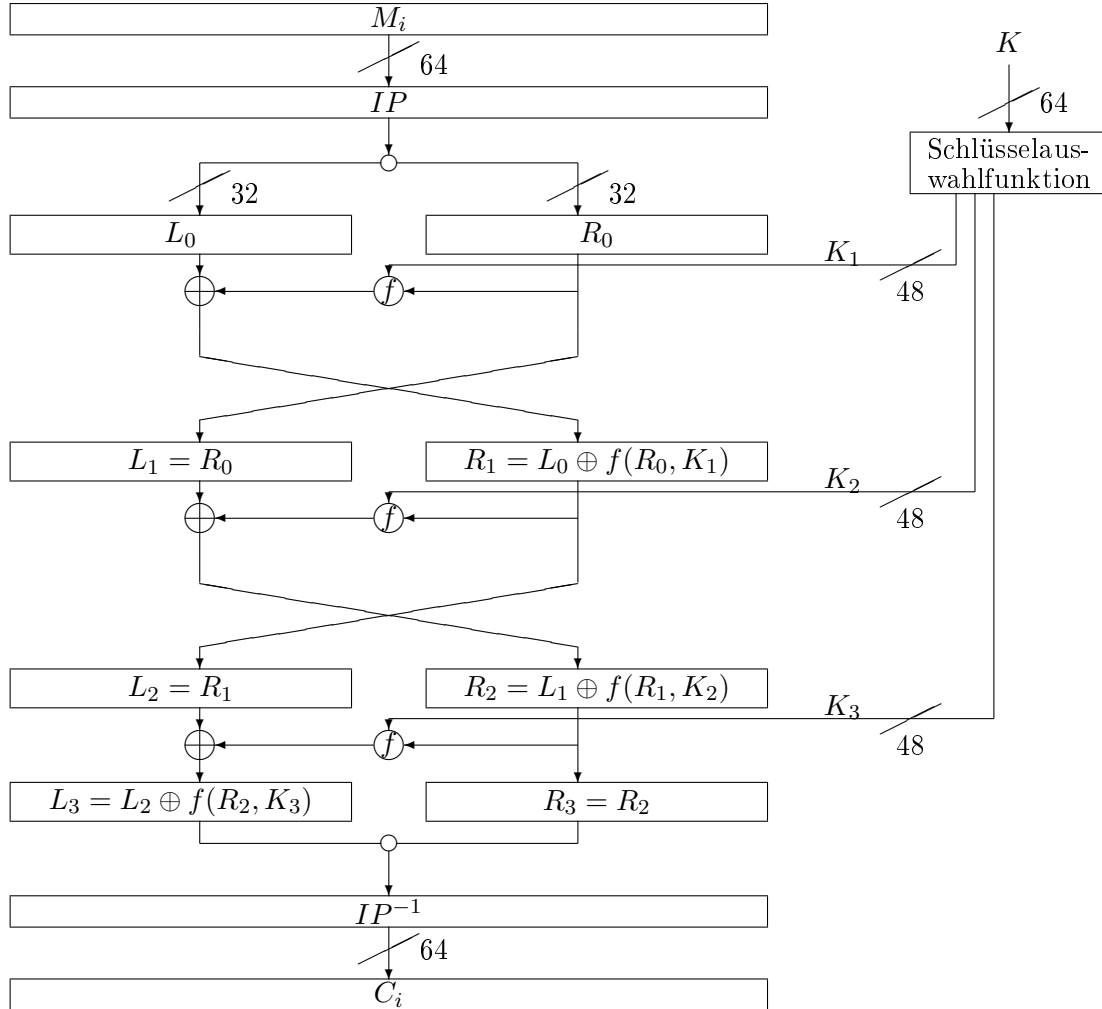 M_i
64
K
IP
64
Schlüsselaus-
wahlfunktion
32
32
L_0
R_0
K_1
f
48
L_1 = R_0
R_1 = L_0 ⊕ f(R_0, K_1)
K_2
f
48
L_2 = R_1
R_2 = L_1 ⊕ f(R_1, K_2)
K_3
f
48
L_3 = L_2 ⊕ f(R_2, K_3)
R_3 = R_2
IP^{-1}
64
C_i